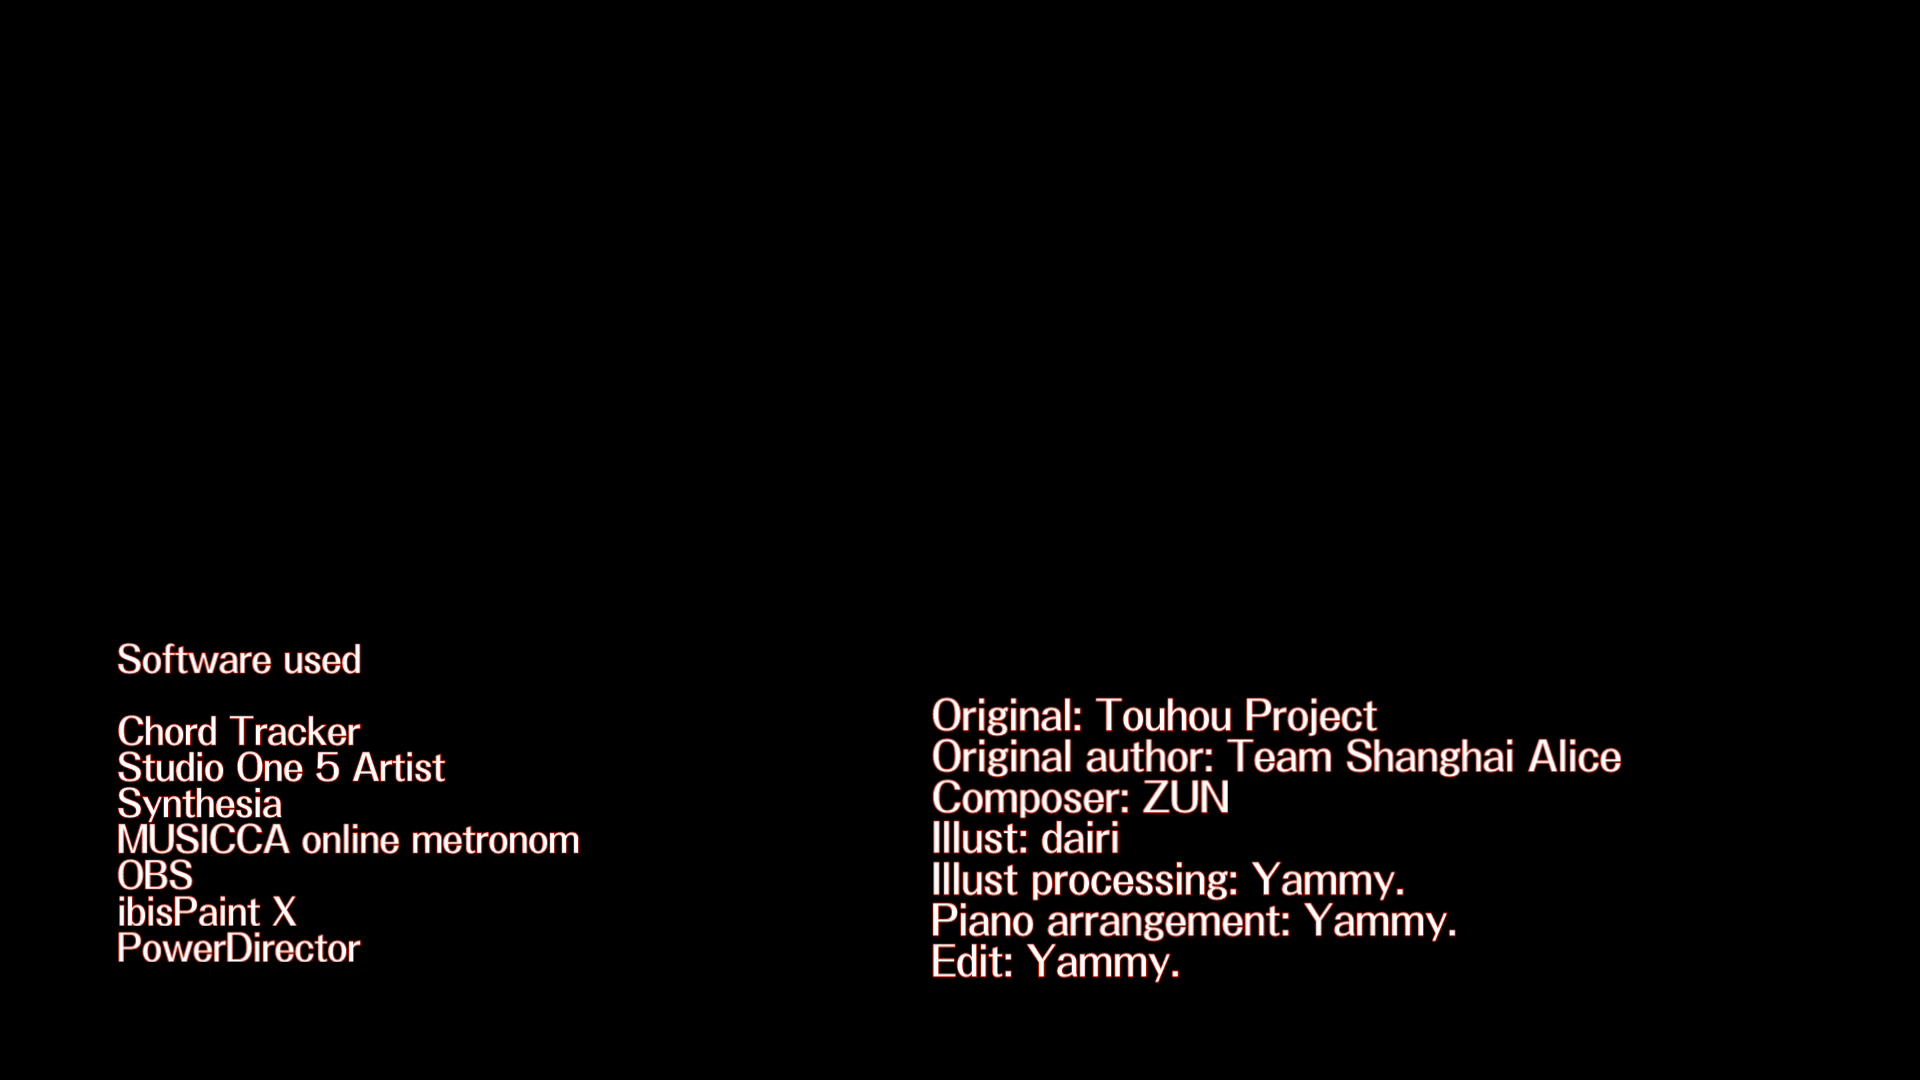 Software used
Chord Tracker
Studio One 5 Artist
Synthesia
MUSICCA online metronom
OBS
ibisPaint X
PowerDirector
Original: Touhou Project
Original author: Team Shanghai Alice
Composer: ZUN
Illust: dairi
Illust processing: Yammy.
Piano arrangement: Yammy.
Edit: Yammy.